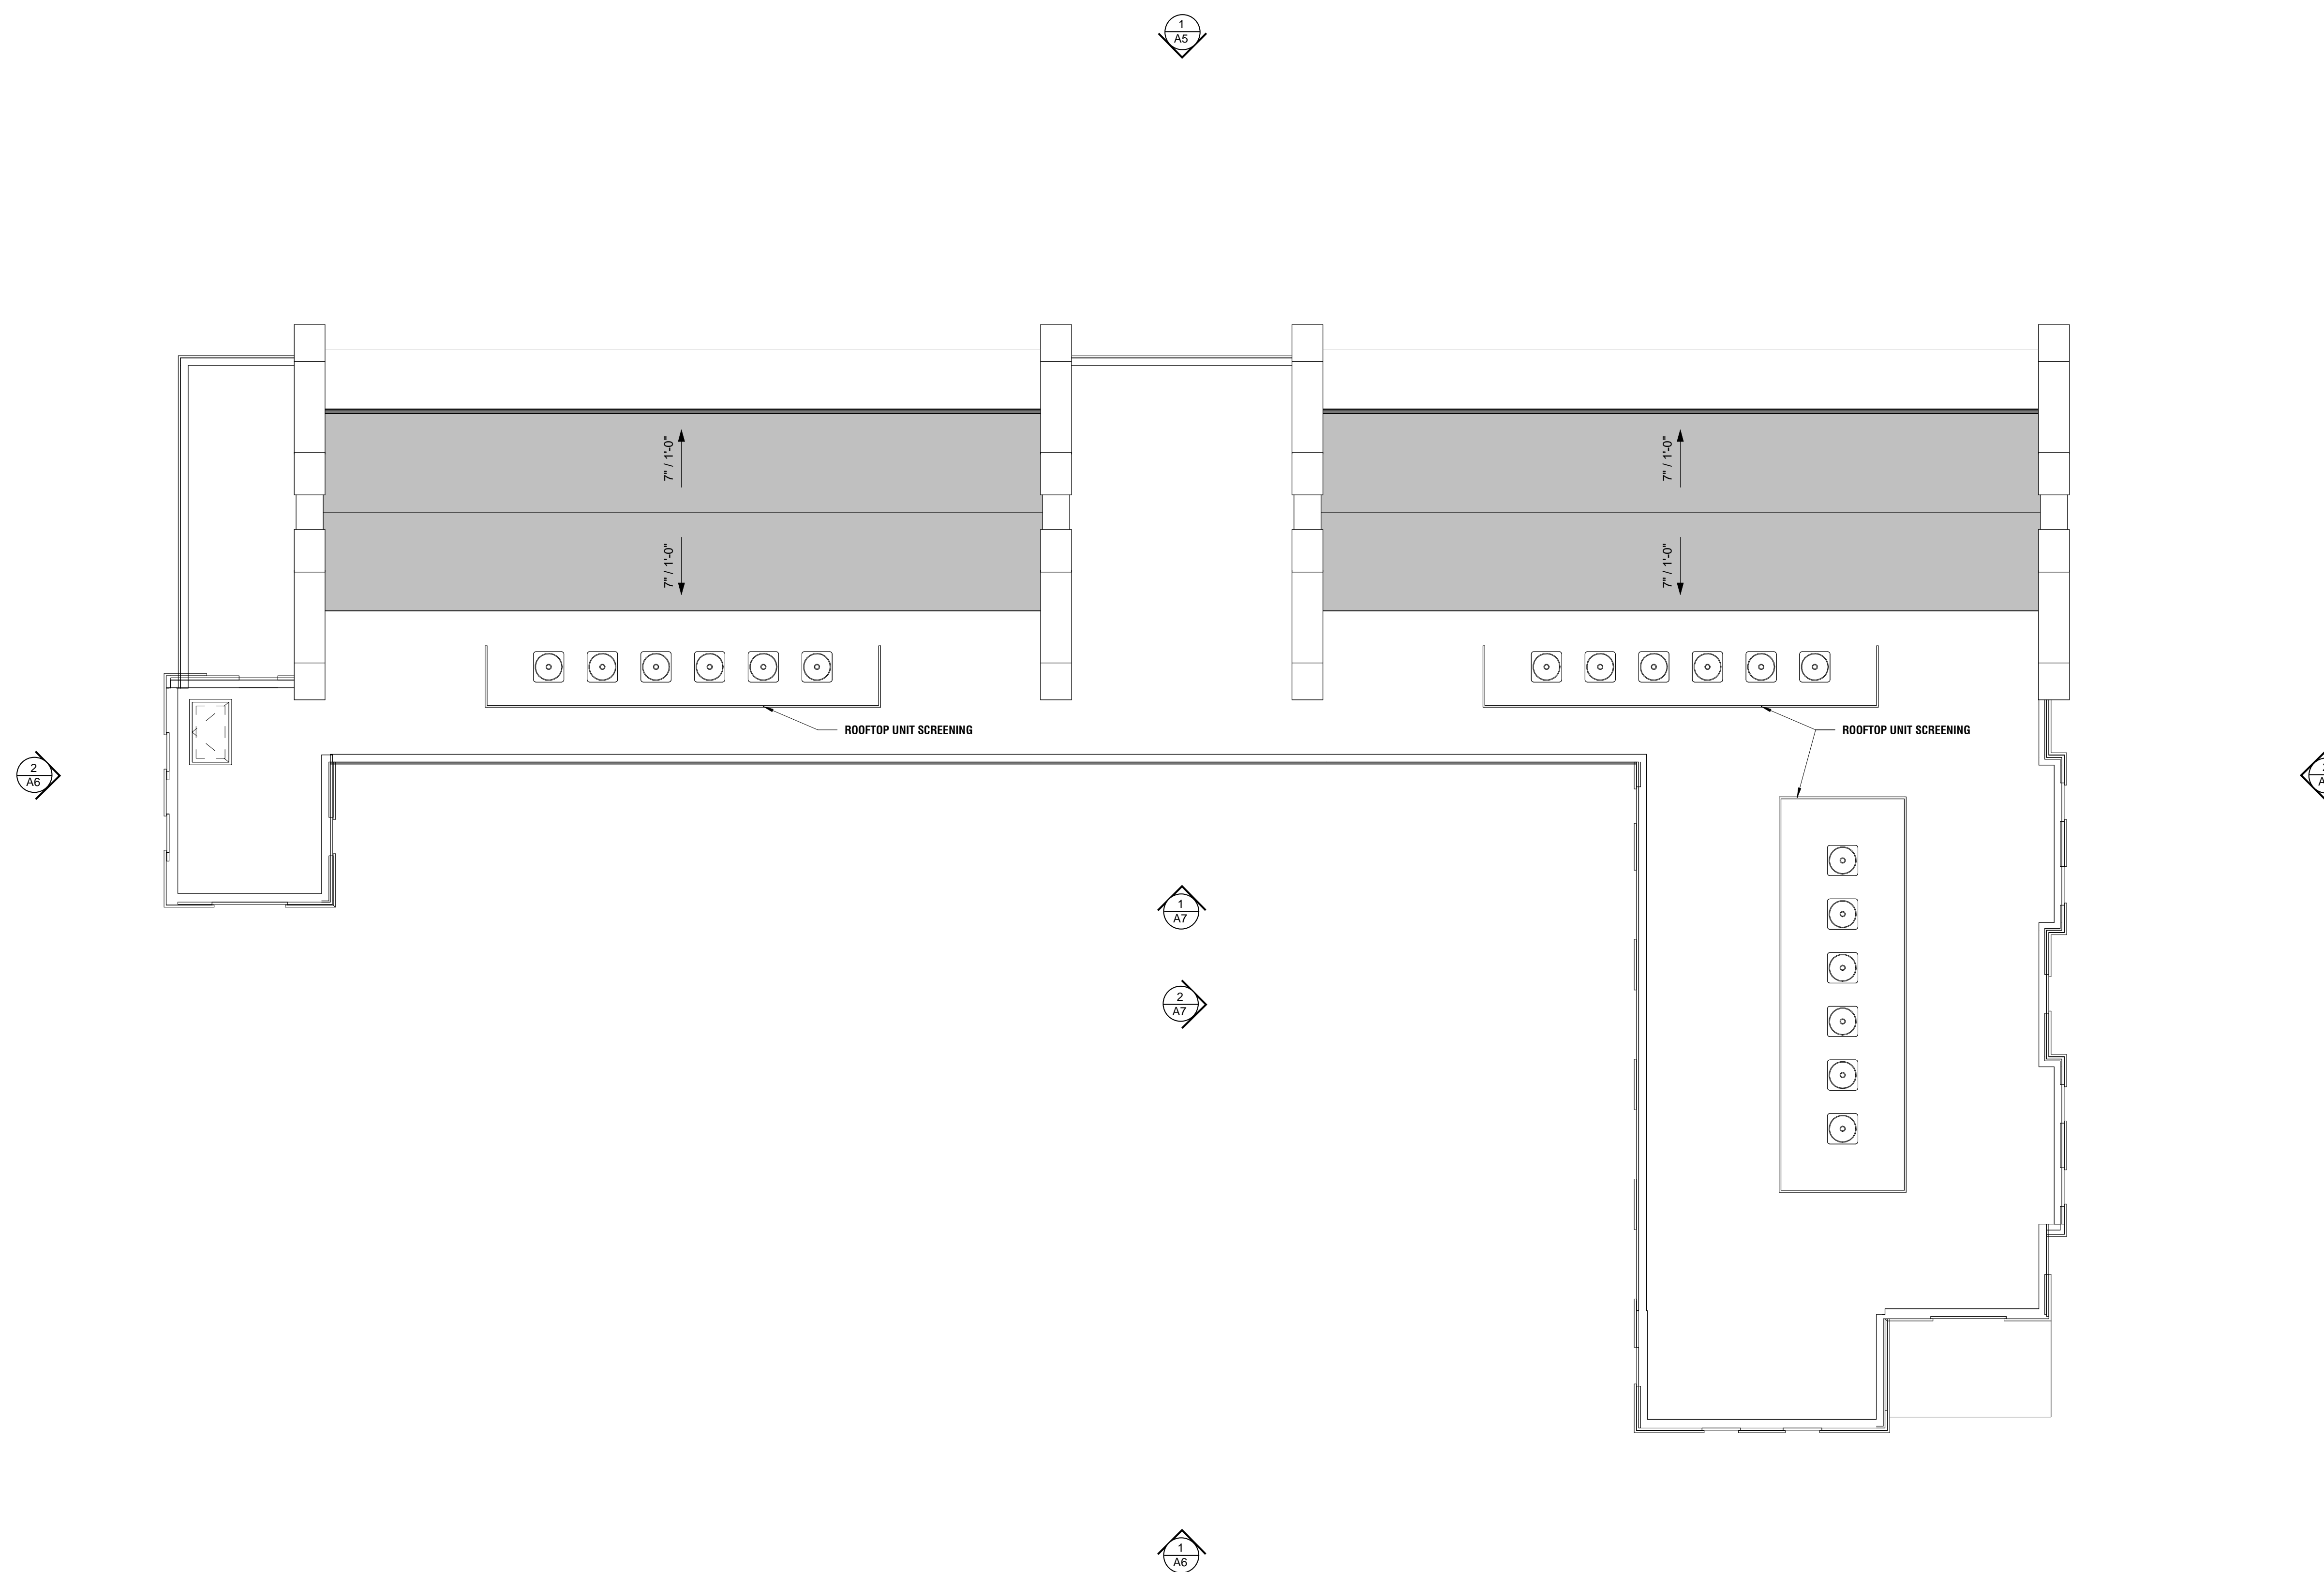 1
A5
7" / 1'-0"
7" / 1'-0"
7" / 1'-0"
7" / 1'-0"
ROOFTOP UNIT SCREENING
ROOFTOP UNIT SCREENING
2
A6
1
A7
2
A7
1
A6